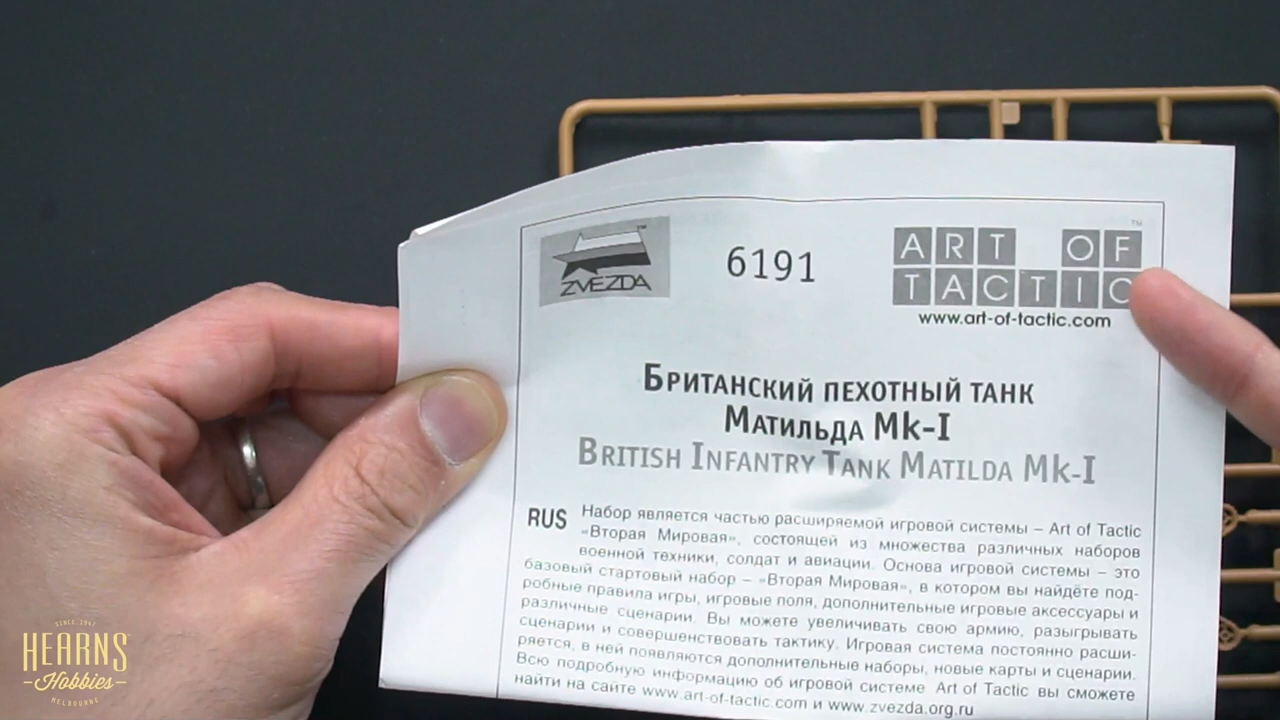 ZVEZDA
6191
ART OF
TACTIC
™
www.art-of-tactic.com
Британский пехотный танк
Матильда Mk-I
British Infantry Tank Matilda Mk-I
RUS Набор является частью расширяемой игровой системы – Art of Tactic
«Вторая Мировая», состоящей из множества различных наборов
военной техники, солдат и авиации. Основа игровой системы – это
базовый стартовый набор – «Вторая Мировая», в котором вы найдёте под-
робные правила игры, игровые поля, дополнительные игровые аксессуары и
различные сценарии. Вы можете увеличивать свою армию, разыгрывать
сценарии и совершенствовать тактику. Игровая система постоянно расши-
ряется, в ней появляются дополнительные наборы, новые карты и сценарии.
Всю подробную информацию об игровой системе Art of Tactic вы сможете
найти на сайте www.art-of-tactic.com и www.zvezda.org.ru
SINCE 1947
HEARNS
Hobbies
MELBOURNE